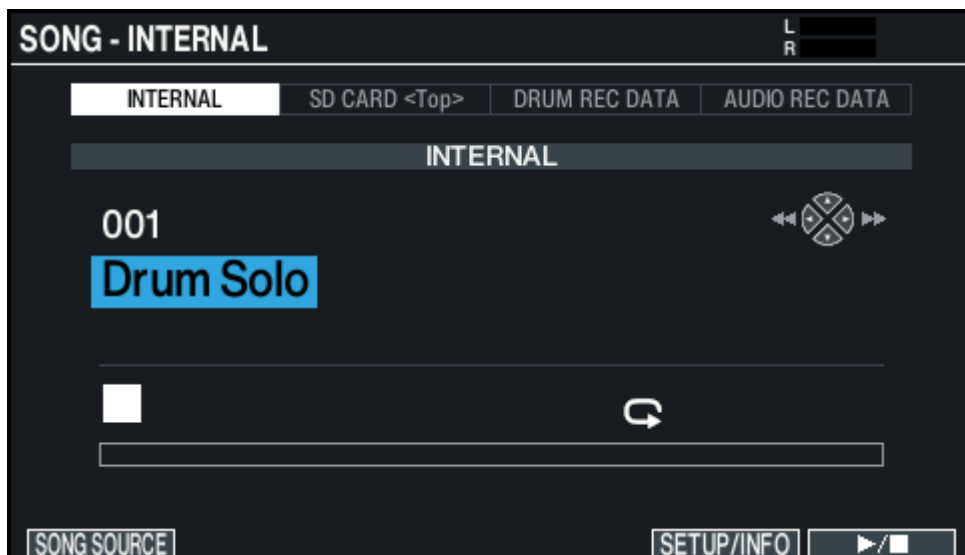 SONG - INTERNAL
L
R
INTERNAL SD CARD <Top> DRUM REC DATA AUDIO REC DATA
INTERNAL
001
Drum Solo
SONG SOURCE SETUP/INFO